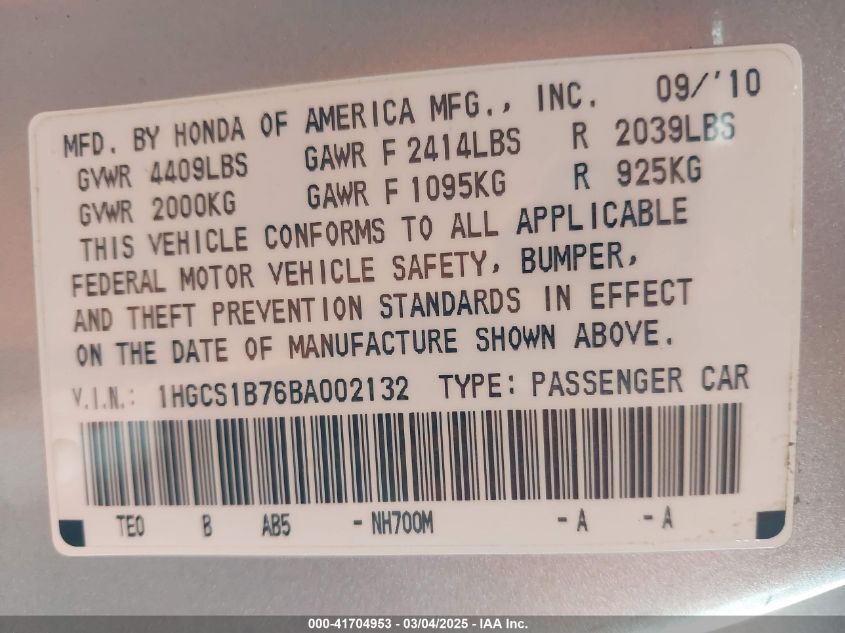 MFD. BY HONDA OF AMERICA MFG., INC. 09/'10
GVWR 4409LBS GAWR F 2414LBS R 2039LBS
GVWR 2000KG GAWR F 1095KG R 925KG
THIS VEHICLE CONFORMS TO ALL APPLICABLE
FEDERAL MOTOR VEHICLE SAFETY, BUMPER,
AND THEFT PREVENTION STANDARDS IN EFFECT
ON THE DATE OF MANUFACTURE SHOWN ABOVE.
V.I.N.: 1HGCS1B76BA002132 TYPE: PASSENGER CAR
TE0 B AB5 - NH700M - A - A
000-41704953 - 03/04/2025 - IAA Inc.